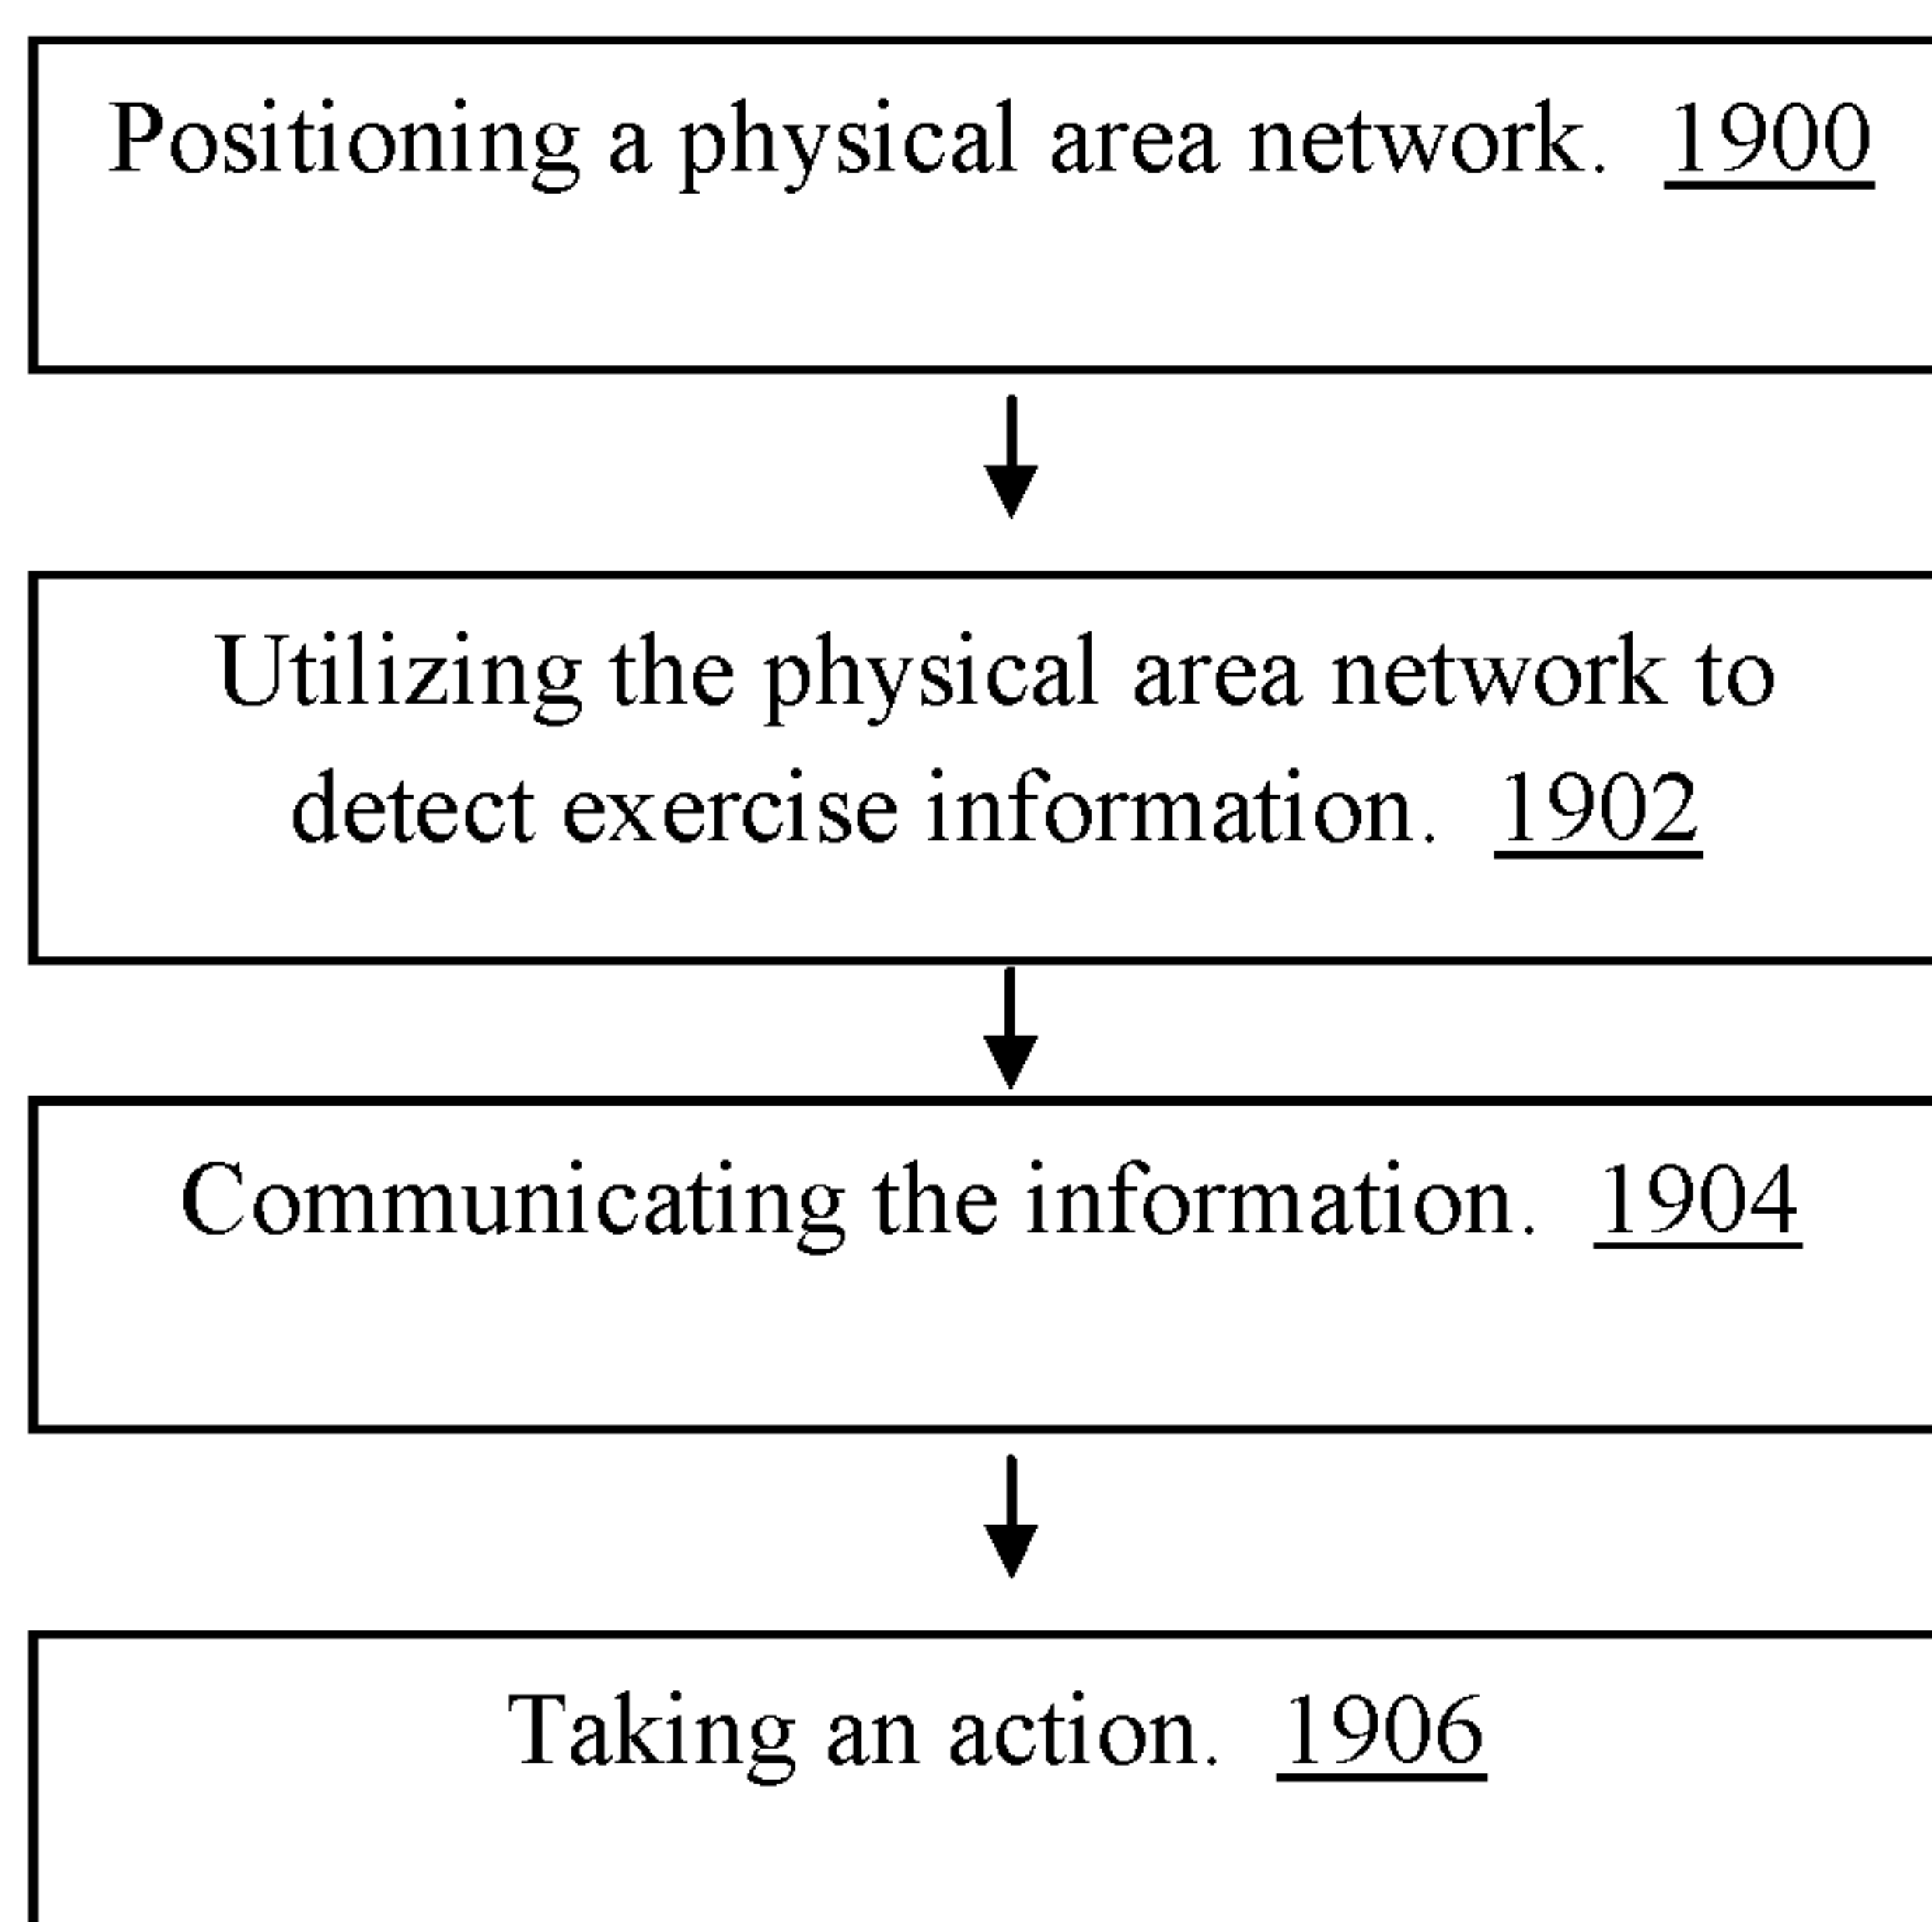 Positioning a physical area network. 1900
Utilizing the physical area network to
detect exercise information. 1902
Communicating the information. 1904
Taking an action. 1906